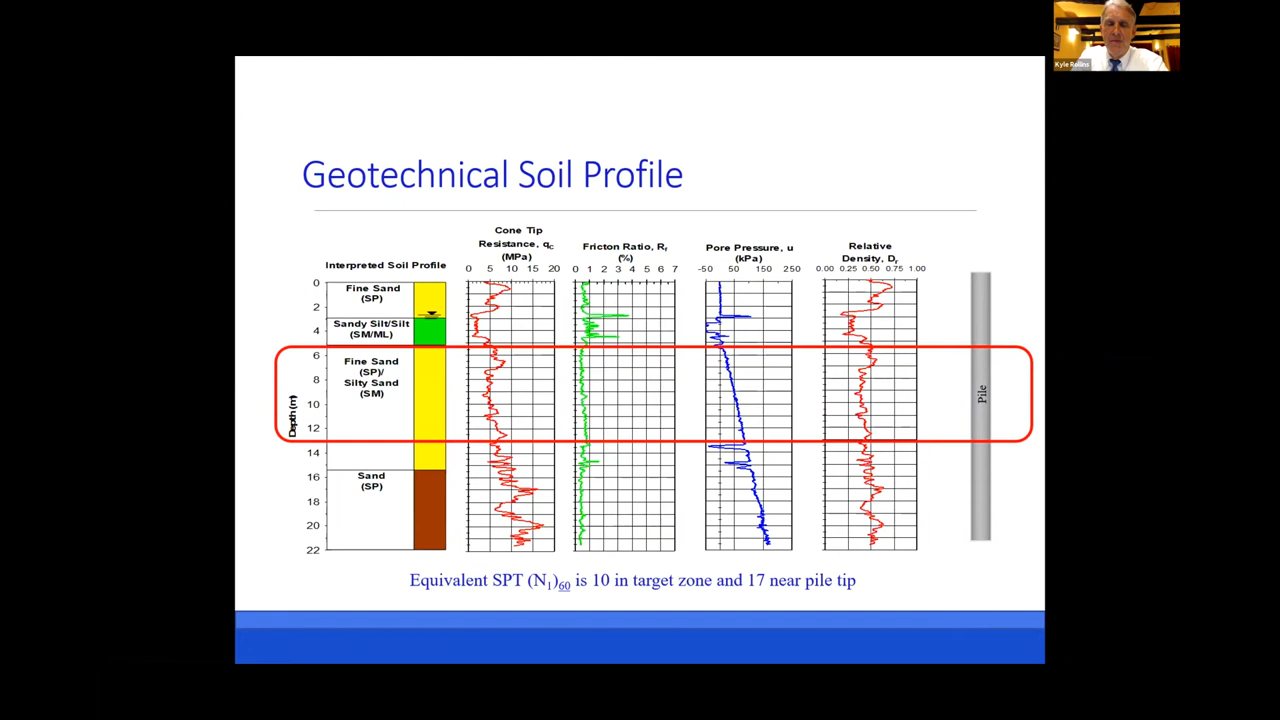 Kyle Rollins
Geotechnical Soil Profile
Interpreted Soil Profile
Cone Tip
Resistance, qc
(MPa)
0 5 10 15 20
Fricton Ratio, Rf
(%)
0 1 2 3 4 5 6 7
Pore Pressure, u
(kPa)
-50 50 150 250
Relative
Density, Dr
0.00 0.25 0.50 0.75 1.00
Depth (m)
0
2
4
6
8
10
12
14
16
18
20
22
Fine Sand
(SP)
Sandy Silt/Silt
(SM/ML)
Fine Sand
(SP)/
Silty Sand
(SM)
Sand
(SP)
Pile
Equivalent SPT (N1)60 is 10 in target zone and 17 near pile tip